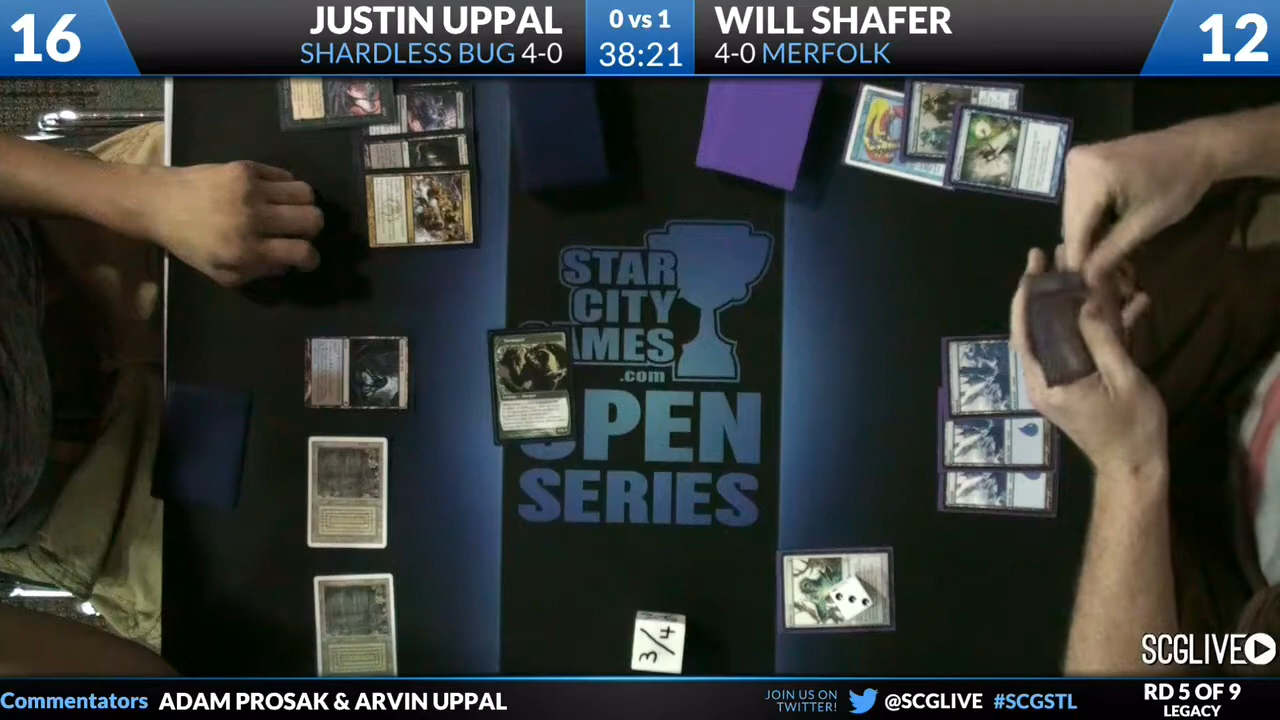 16
JUSTIN UPPAL
SHARDLESS BUG 4-0
0 vs 1
38:21
WILL SHAFER
4-0 MERFOLK
12
STAR
CITY
GAMES
.com
OPEN
SERIES
3/4
SCGLIVE
Commentators ADAM PROSAK & ARVIN UPPAL
JOIN US ON
TWITTER!
@SCGLIVE #SCGSTL
RD 5 OF 9
LEGACY